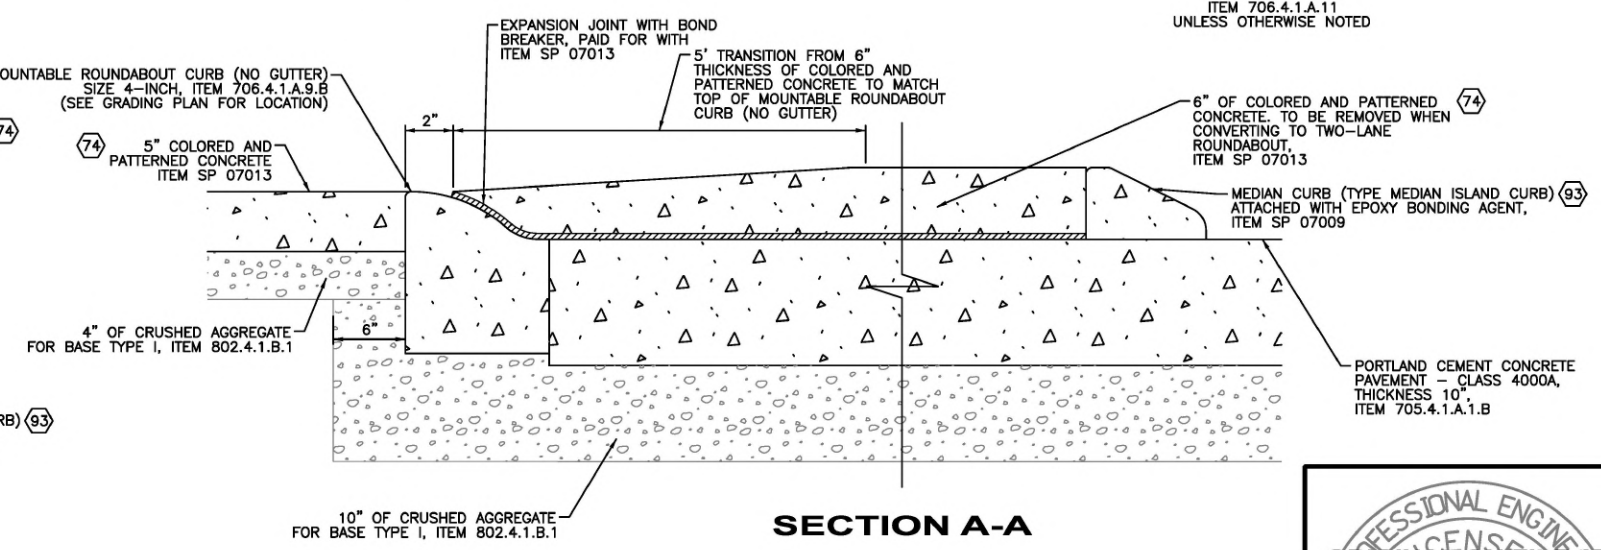 ITEM 706.4.1.A.11
UNLESS OTHERWISE NOTED
EXPANSION JOINT WITH BOND
BREAKER, PAID FOR WITH
ITEM SP 07013
5' TRANSITION FROM 6"
THICKNESS OF COLORED AND
PATTERNED CONCRETE TO MATCH
TOP OF MOUNTABLE ROUNDABOUT
CURB (NO GUTTER)
OUNTABLE ROUNDABOUT CURB (NO GUTTER)
SIZE 4-INCH, ITEM 706.4.1.A.9.B
(SEE GRADING PLAN FOR LOCATION)
2"
74
74
5" COLORED AND
PATTERNED CONCRETE
ITEM SP 07013
6" OF COLORED AND PATTERNED
CONCRETE. TO BE REMOVED WHEN
CONVERTING TO TWO-LANE
ROUNDABOUT,
ITEM SP 07013
74
MEDIAN CURB (TYPE MEDIAN ISLAND CURB)
ATTACHED WITH EPOXY BONDING AGENT,
ITEM SP 07009
93
4" OF CRUSHED AGGREGATE
FOR BASE TYPE I, ITEM 802.4.1.B.1
6"
PORTLAND CEMENT CONCRETE
PAVEMENT - CLASS 4000A,
THICKNESS 10",
ITEM 705.4.1.A.1.B
RB) 93
10" OF CRUSHED AGGREGATE
FOR BASE TYPE I, ITEM 802.4.1.B.1
SECTION A-A
OFESSIONAL ENGINE
CENSE